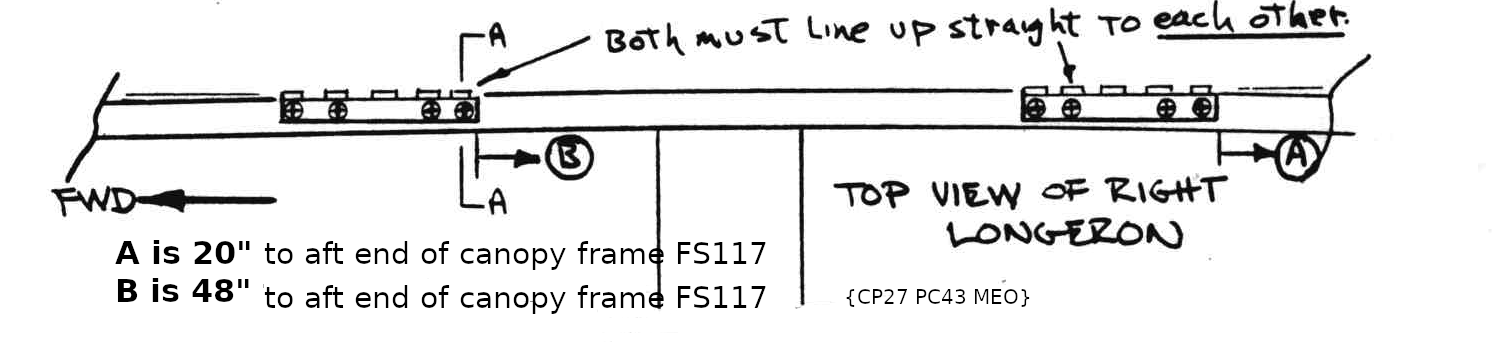 A
Both must Line up straight to each other.
B
A
FWD
A
TOP VIEW OF RIGHT
LONGERON
A is 20" to aft end of canopy frame FS117
B is 48" to aft end of canopy frame FS117
{CP27 PC43 MEO}